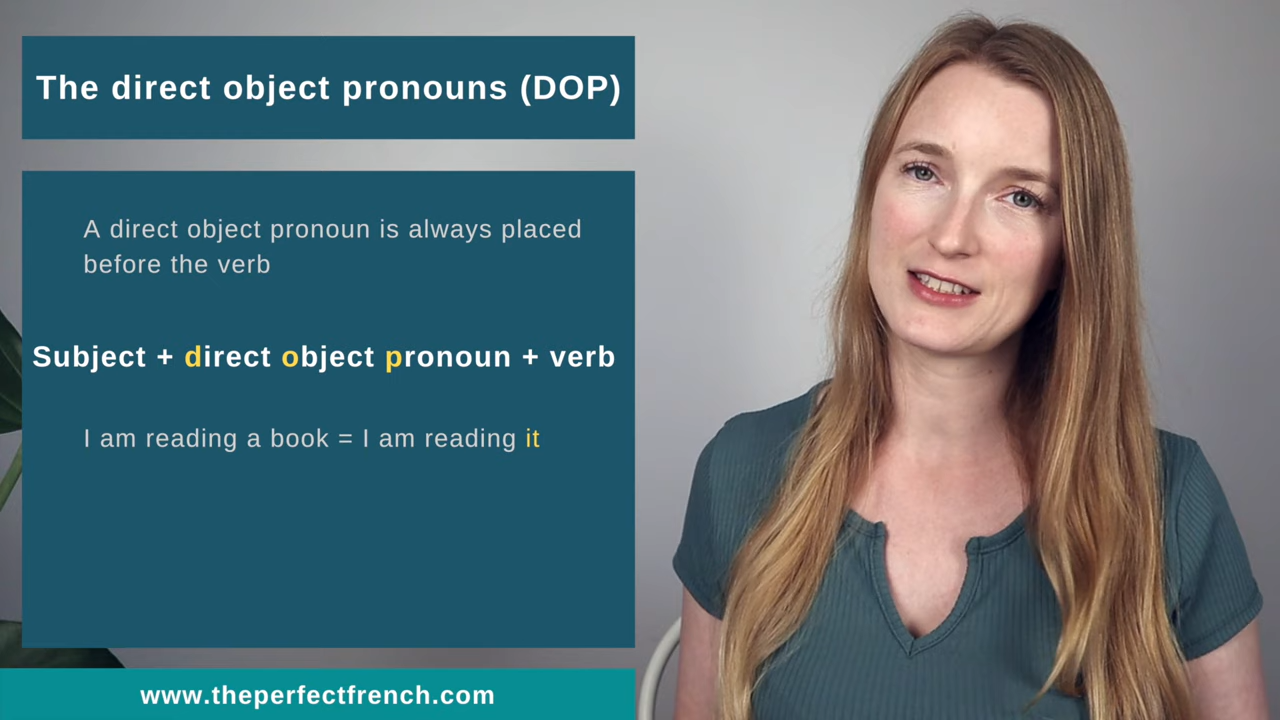 The direct object pronouns (DOP)
A direct object pronoun is always placed
before the verb
Subject + direct object pronoun + verb
I am reading a book = I am reading it
www.theperfectfrench.com